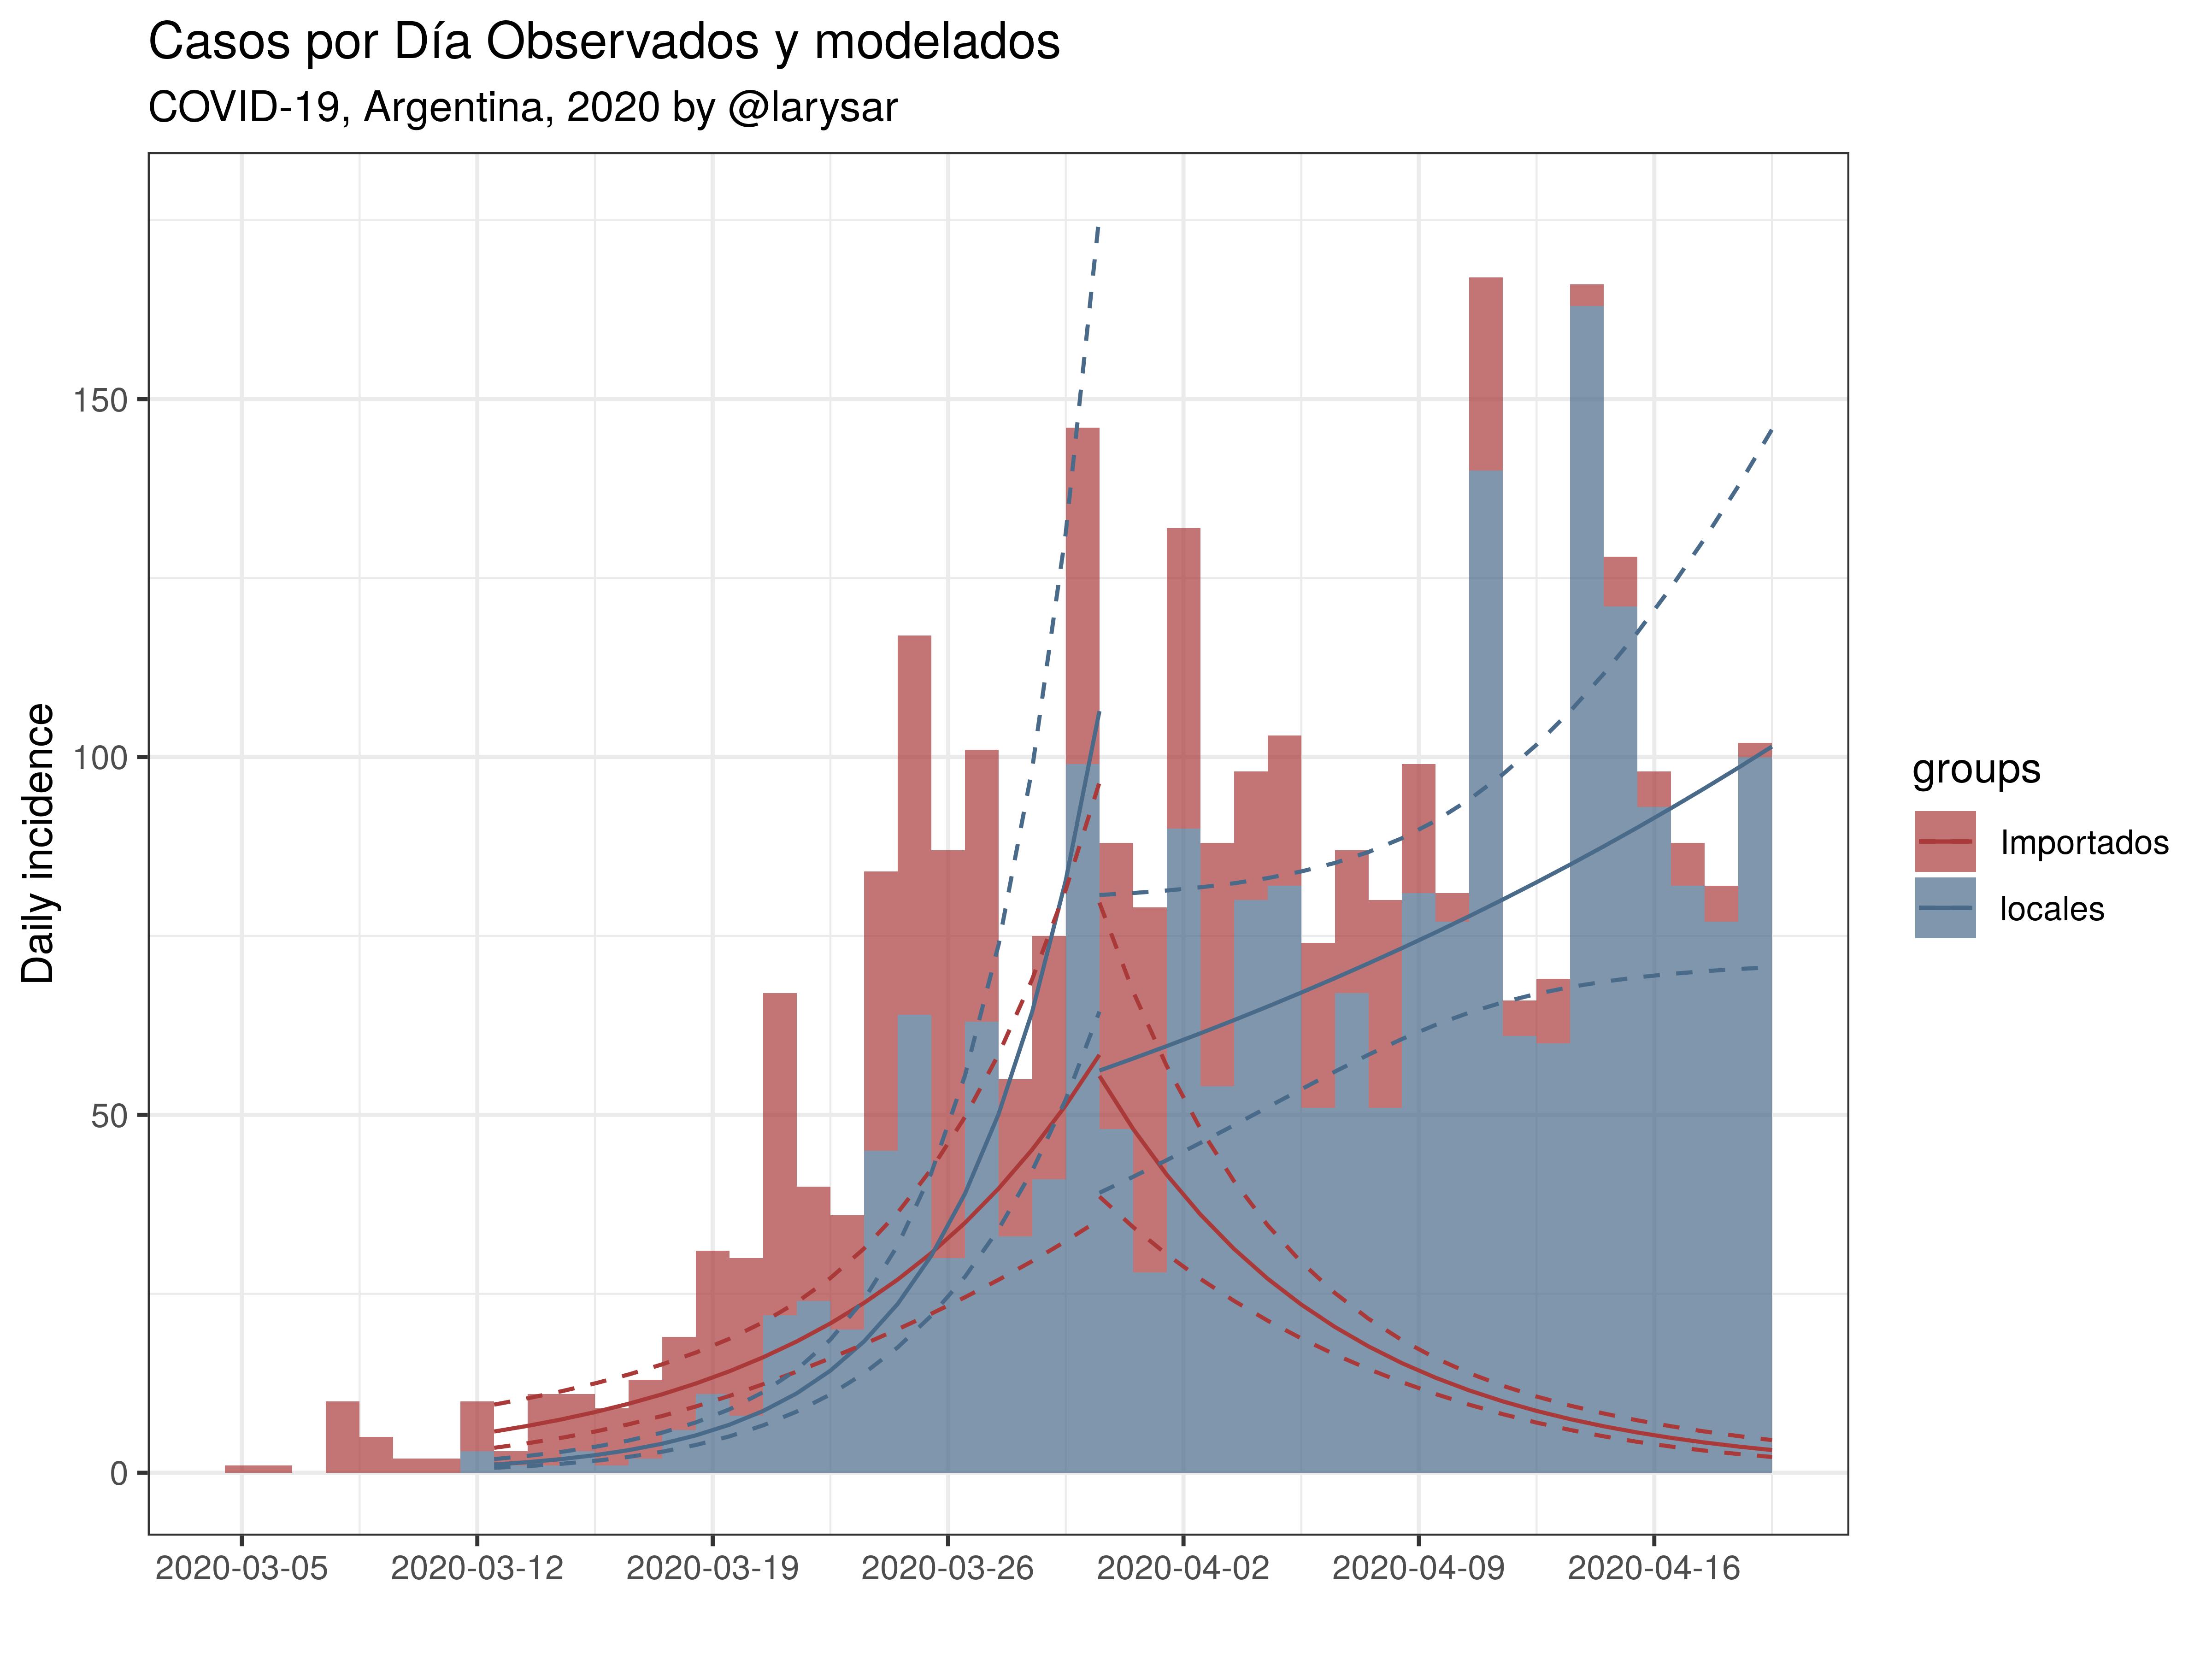 Casos por Día Observados y modelados
COVID-19, Argentina, 2020 by @larysar
Daily incidence
150
100
50
0
2020-03-05
2020-03-12
2020-03-19
2020-03-26
2020-04-02
2020-04-09
2020-04-16
groups
Importados
locales